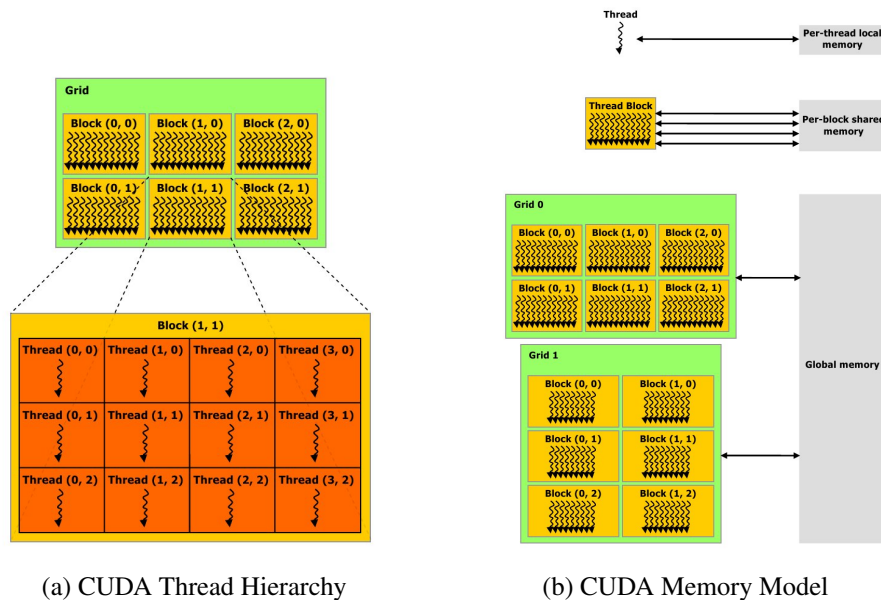 Grid
Block (0, 0) Block (1, 0) Block (2, 0)
Block (0, 1) Block (1, 1) Block (2, 1)
Block (1, 1)
Thread (0, 0) Thread (1, 0) Thread (2, 0) Thread (3, 0)
Thread (0, 1) Thread (1, 1) Thread (2, 1) Thread (3, 1)
Thread (0, 2) Thread (1, 2) Thread (2, 2) Thread (3, 2)
(a) CUDA Thread Hierarchy
Thread
Per-thread local
memory
Thread Block
Per-block shared
memory
Grid 0
Block (0, 0) Block (1, 0) Block (2, 0)
Block (0, 1) Block (1, 1) Block (2, 1)
Grid 1
Block (0, 0) Block (1, 0)
Block (0, 1) Block (1, 1)
Block (0, 2) Block (1, 2)
Global memory
(b) CUDA Memory Model